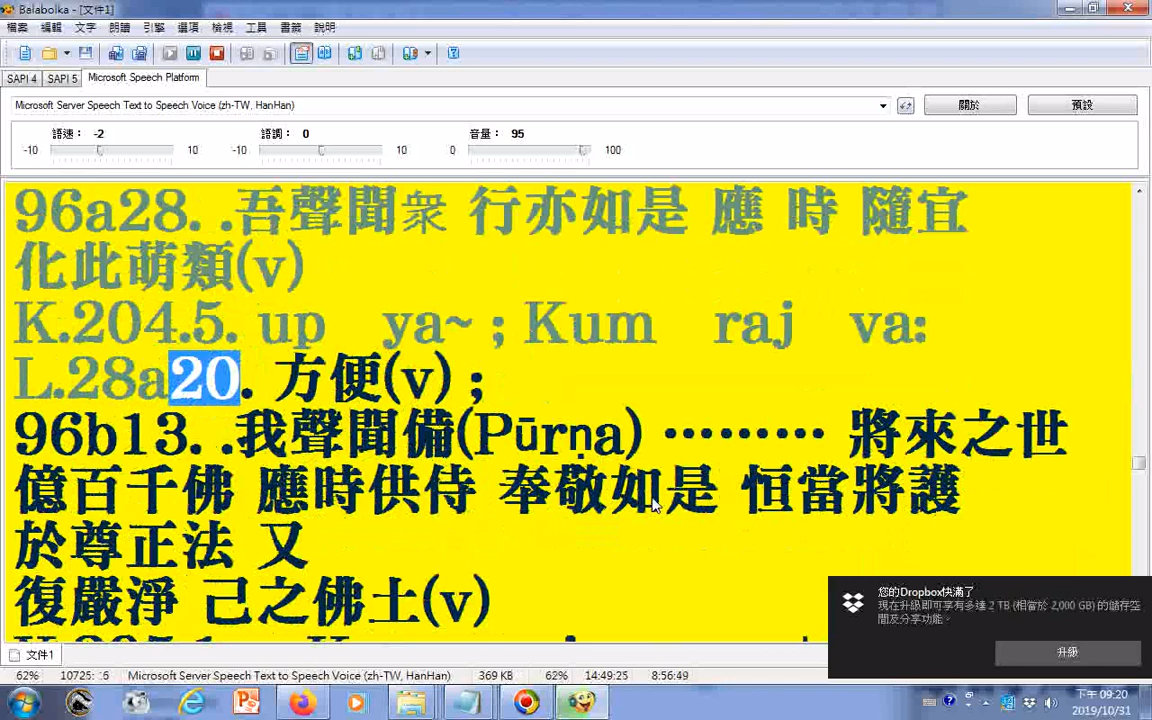 Balabolka - [文件1]
檔案 編輯 文字 朗讀 引擎 選項 檢視 工具 書籤 說明
SAPI 4 SAPI 5 Microsoft Speech Platform
Microsoft Server Speech Text to Speech Voice (zh-TW, HanHan) 關於 預設
語速： -2 語調： 0 音量： 95
-10 10 -10 10 0 100
96a28. .吾聲聞衆 行亦如是 應 時 隨宜
化此萌類(v)
K.204.5. up ya~ ; Kum raj va:
L.28a20. 方便(v) ;
96b13. .我聲聞備(Pūrṇa) ⋯⋯⋯ 將來之世
億百千佛 應時供侍 奉敬如是 恒當將護
於尊正法 又
復嚴淨 己之佛土(v)
您的Dropbox快滿了
現在升級即可享有多達 2 TB (相當於 2,000 GB) 的儲存空
間及分享功能。
升級
文件1
62% Microsoft Server Speech Text to Speech Voice (zh-TW, HanHan) 369 KB 62% 14:49:25 8:56:49
下午 09:20
2019/10/31